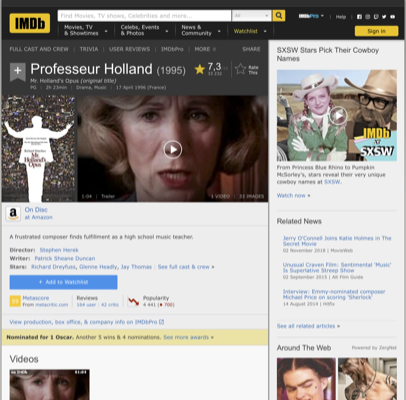 IMDb
Find Movies, TV shows, Celebrities and more...
All
IMDbPro
Help
Movies, TV & Showtimes
Celebs, Events & Photos
News & Community
Watchlist
Sign in
FULL CAST AND CREW | TRIVIA | USER REVIEWS | IMDbPro | MORE
SHARE
Professeur Holland (1995)
7,3
Rate This
Mr. Holland's Opus (original title)
PG | 2h 23min | Drama, Music | 17 April 1996 (France)
Mr. Holland's Opus
2:04 | Trailer
1 VIDEO | 31 IMAGES
On Disc
at Amazon
A frustrated composer finds fulfillment as a high school music teacher.
Director: Stephen Herek
Writer: Patrick Sheane Duncan
Stars: Richard Dreyfuss, Glenne Headly, Jay Thomas | See full cast & crew »
+ Add to Watchlist
Metascore
From metacritic.com
Reviews
164 user | 42 critic
Popularity
4 441 ( 700)
View production, box office, & company info on IMDbPro
Nominated for 1 Oscar. Another 5 wins & 4 nominations. See more awards »
Videos
SXSW Stars Pick Their Cowboy Names
IMDb
at
SXSW
From Princess Blue Rhino to Pumpkin
McSorley's, stars reveal their very unique
cowboy names at SXSW.
Watch now »
Related News
Jerry O'Connell Joins Katie Holmes in The
Secret Movie
02 November 2018 | MovieWeb
Unusual Craven Film: Sentimental 'Music'
Is Superlative Streep Show
02 September 2015 | Alt Film Guide
Interview: Emmy-nominated composer
Michael Price on scoring 'Sherlock'
14 August 2014 | Hitfix
See all related articles »
Around The Web
Powered by ZergNet